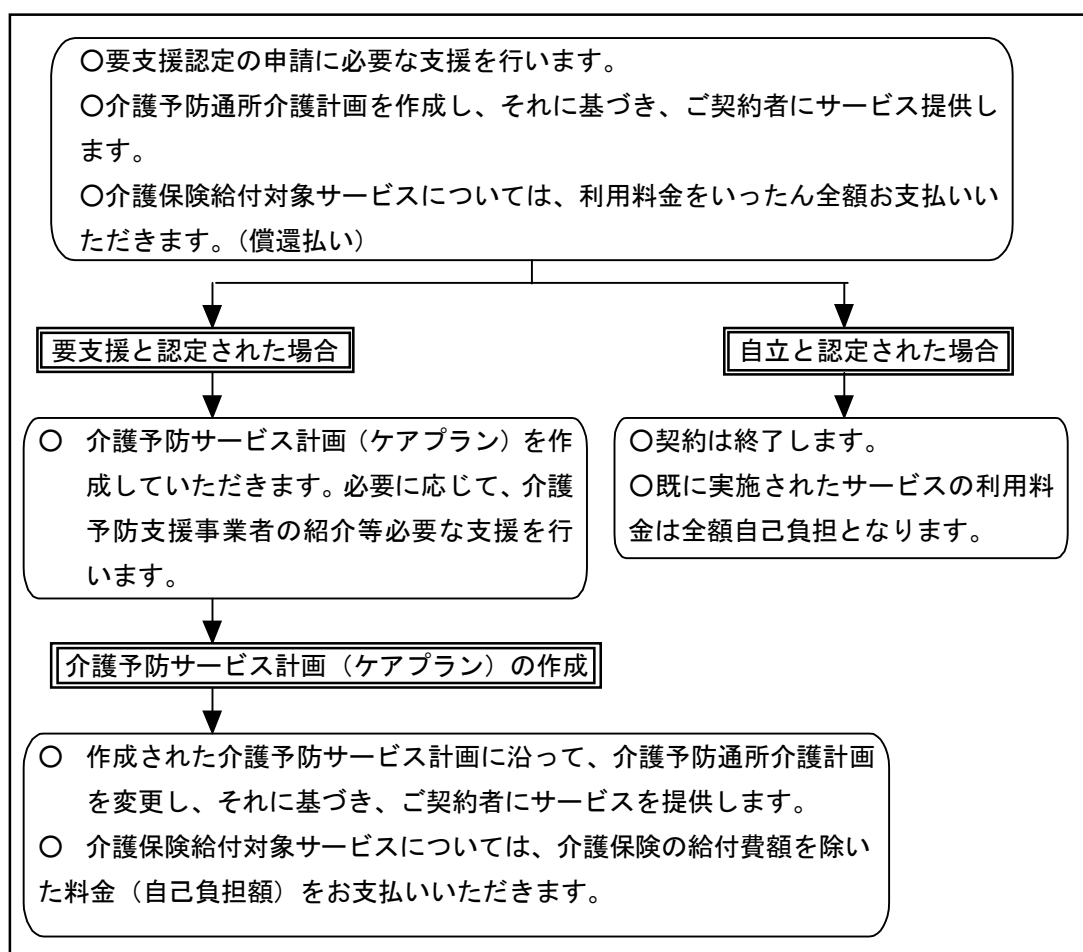 〇要支援認定の申請に必要な支援を行います。
〇介護予防通所介護計画を作成し、それに基づき、ご契約者にサービス提供し
ます。
〇介護保険給付対象サービスについては、利用料金をいったん全額お支払いい
ただきます。（償還払い）
要支援と認定された場合
自立と認定された場合
〇　介護予防サービス計画（ケアプラン）を作
成していただきます。必要に応じて、介護
予防支援事業者の紹介等必要な支援を行
います。
〇契約は終了します。
〇既に実施されたサービスの利用料
金は全額自己負担となります。
介護予防サービス計画（ケアプラン）の作成
〇　作成された介護予防サービス計画に沿って、介護予防通所介護計画
を変更し、それに基づき、ご契約者にサービスを提供します。
〇　介護保険給付対象サービスについては、介護保険の給付費額を除い
た料金（自己負担額）をお支払いいただきます。